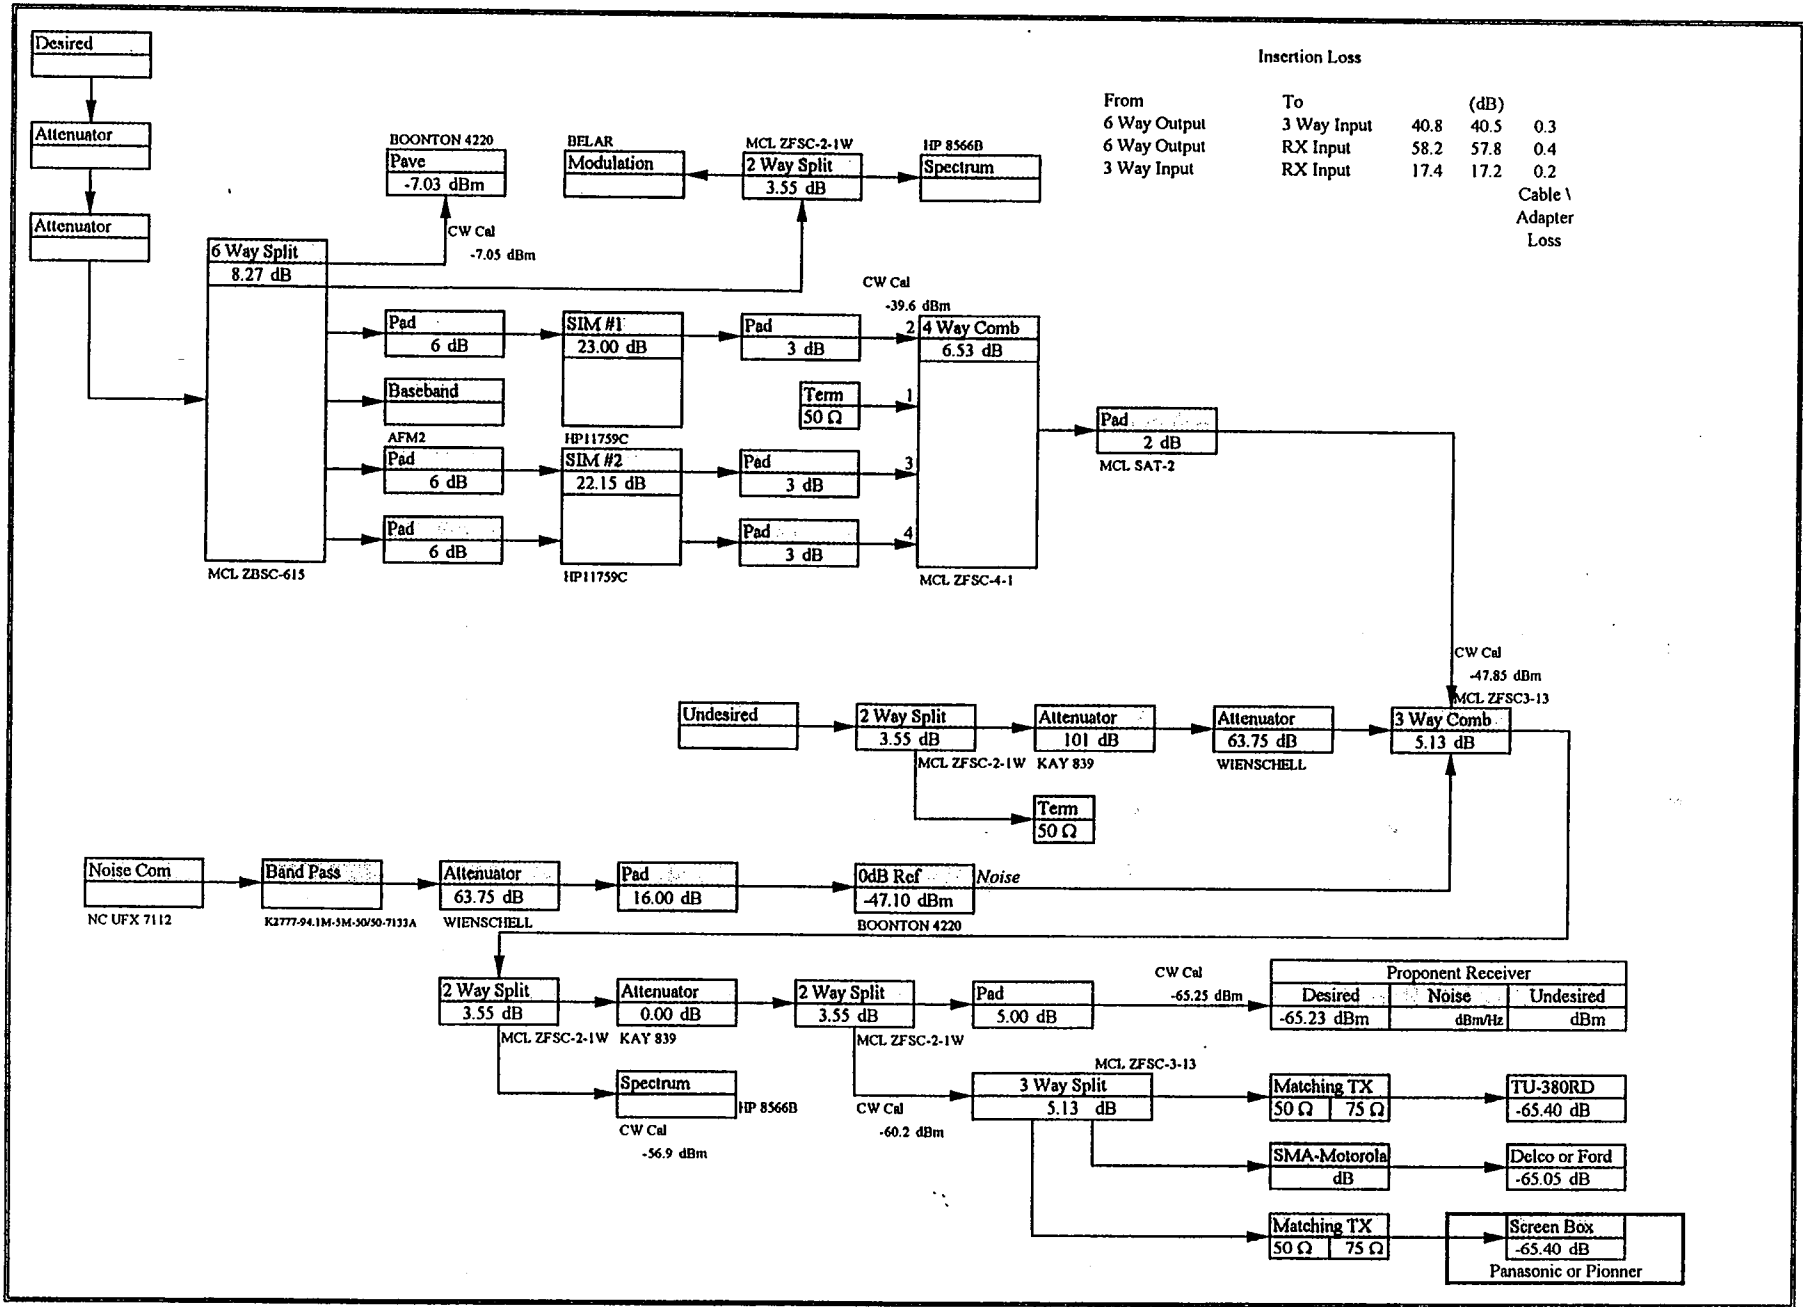 Desired
Attenuator
Attenuator
Insertion Loss
From To (dB)
6 Way Output 3 Way Input 40.8 40.5 0.3
6 Way Output RX Input 58.2 57.8 0.4
3 Way Input RX Input 17.4 17.2 0.2
Cable \
Adapter
Loss
BOONTON 4220
Pave
-7.03 dBm
CW Cal
-7.05 dBm
BELAR
Modulation
MCL ZFSC-2-1W
2 Way Split
3.55 dB
HP 8566B
Spectrum
6 Way Split
8.27 dB
MCL ZBSC-615
Pad
6 dB
SIM #1
23.00 dB
HP11759C
Pad
3 dB
CW Cal
-39.6 dBm
2
4 Way Comb
6.53 dB
Baseband
AFM2
Term
50 Ω
1
Pad
6 dB
SIM #2
22.15 dB
Pad
3 dB
3
Pad
6 dB
HP11759C
Pad
3 dB
4
MCL ZFSC-4-1
Pad
2 dB
MCL SAT-2
CW Cal
-47.85 dBm
MCL ZFSC3-13
Undesired
2 Way Split
3.55 dB
MCL ZFSC-2-1W
Attenuator
101 dB
KAY 839
Attenuator
63.75 dB
WIENSCHELL
3 Way Comb
5.13 dB
Term
50 Ω
Noise Com
NC UFX 7112
Band Pass
K2777-94.1M-5M-50/50-7133A
Attenuator
63.75 dB
WIENSCHELL
Pad
16.00 dB
0dB Ref
-47.10 dBm
BOONTON 4220
Noise
2 Way Split
3.55 dB
MCL ZFSC-2-1W
Attenuator
0.00 dB
KAY 839
2 Way Split
3.55 dB
MCL ZFSC-2-1W
Pad
5.00 dB
CW Cal
-65.25 dBm
Proponent Receiver
Desired Noise Undesired
-65.23 dBm dBm/Hz dBm
Spectrum
HP 8566B
CW Cal
-56.9 dBm
CW Cal
-60.2 dBm
MCL ZFSC-3-13
3 Way Split
5.13 dB
Matching TX
50 Ω 75 Ω
TU-380RD
-65.40 dB
SMA-Motorola
dB
Delco or Ford
-65.05 dB
Matching TX
50 Ω 75 Ω
Screen Box
-65.40 dB
Panasonic or Pionner